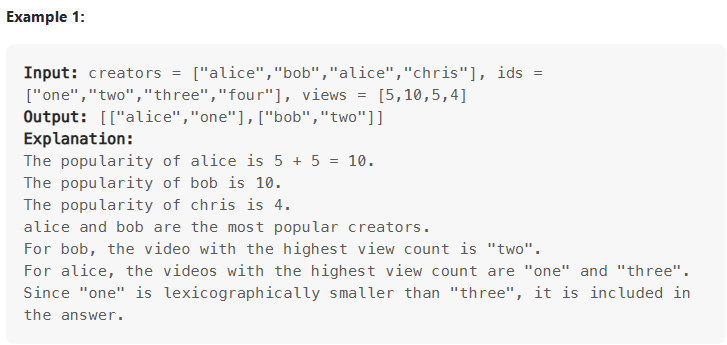 Example 1:
Input: creators = ["alice","bob","alice","chris"], ids =
["one","two","three","four"], views = [5,10,5,4]
Output: [["alice","one"],["bob","two"]]
Explanation:
The popularity of alice is 5 + 5 = 10.
The popularity of bob is 10.
The popularity of chris is 4.
alice and bob are the most popular creators.
For bob, the video with the highest view count is "two".
For alice, the videos with the highest view count are "one" and "three".
Since "one" is lexicographically smaller than "three", it is included in
the answer.